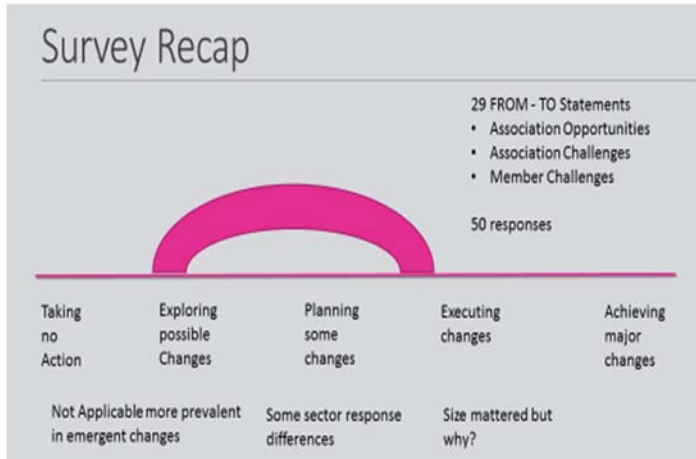 Survey Recap
29 FROM - TO Statements
• Association Opportunities
• Association Challenges
• Member Challenges
50 responses
Taking
no
Action
Exploring
possible
Changes
Planning
some
changes
Executing
changes
Achieving
major
changes
Not Applicable more prevalent
in emergent changes
Some sector response
differences
Size mattered but
why?